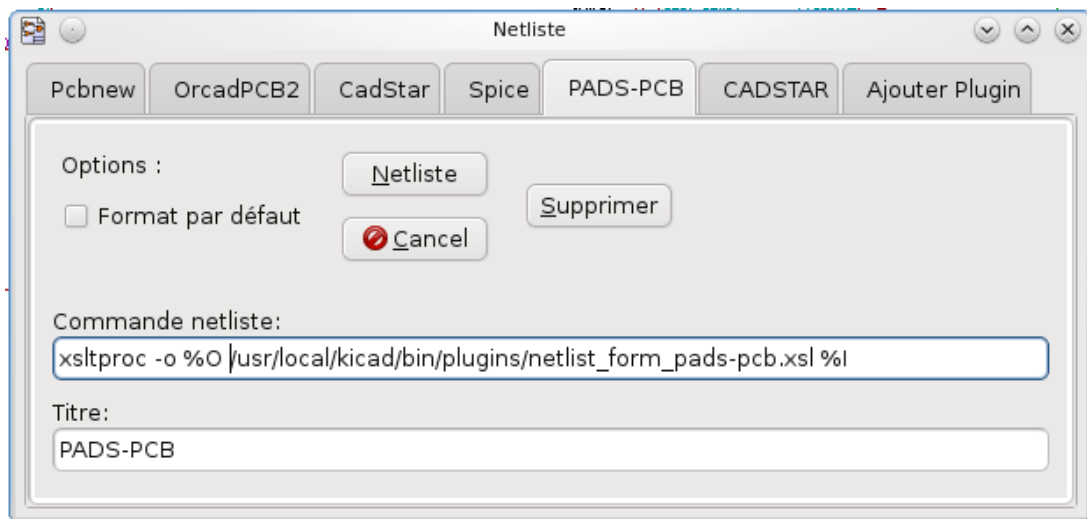 Netliste
Pcbnew OrcadPCB2 CadStar Spice PADS-PCB CADSTAR Ajouter Plugin
Options :
Netliste
Supprimer
Format par défaut
Cancel
Commande netliste:
xsltproc -o %O /usr/local/kicad/bin/plugins/netlist_form_pads-pcb.xsl %I
Titre:
PADS-PCB